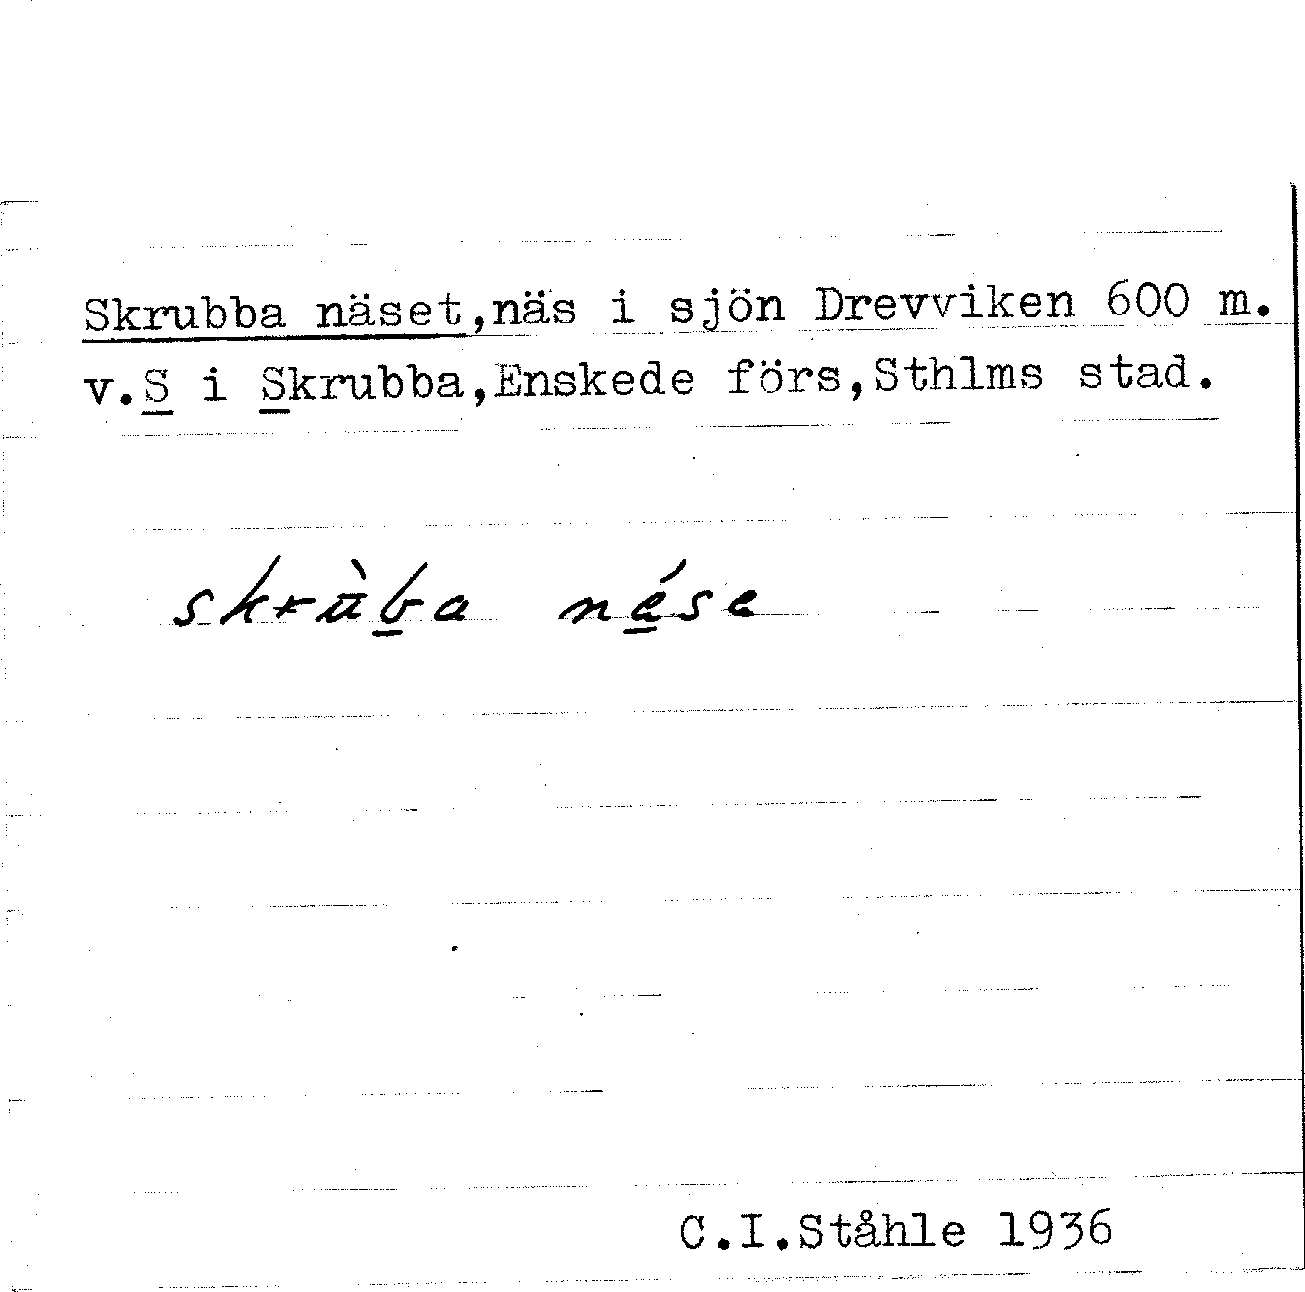 Skrubba näset,näs i sjön Drevviken 600 m.
v.S i Skrubba,Enskede förs,Sthlms stad.
skrùba nése
C.I.Ståhle 1936